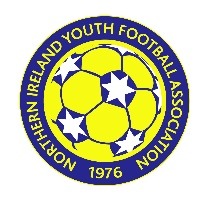 NORTHERN IRELAND YOUTH FOOTBALL ASSOCIATION
1976